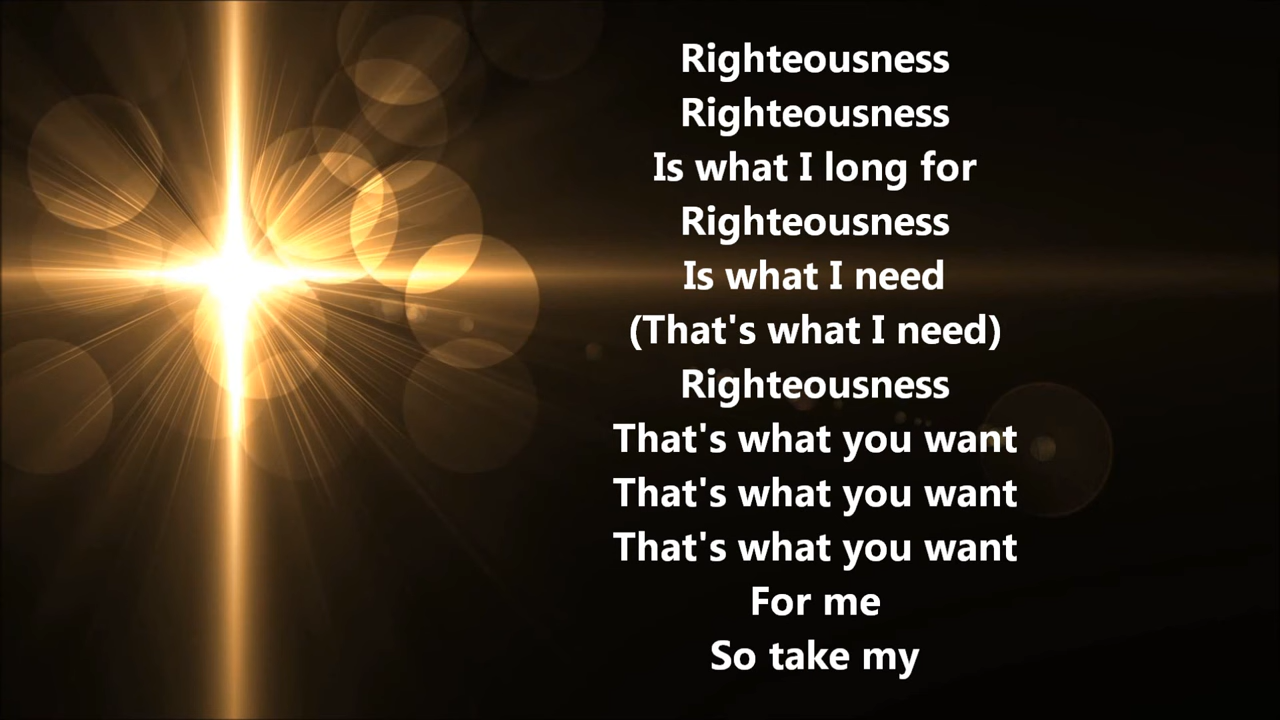 Righteousness
Righteousness
Is what I long for
Righteousness
Is what I need
(That's what I need)
Righteousness
That's what you want
That's what you want
That's what you want
For me
So take my